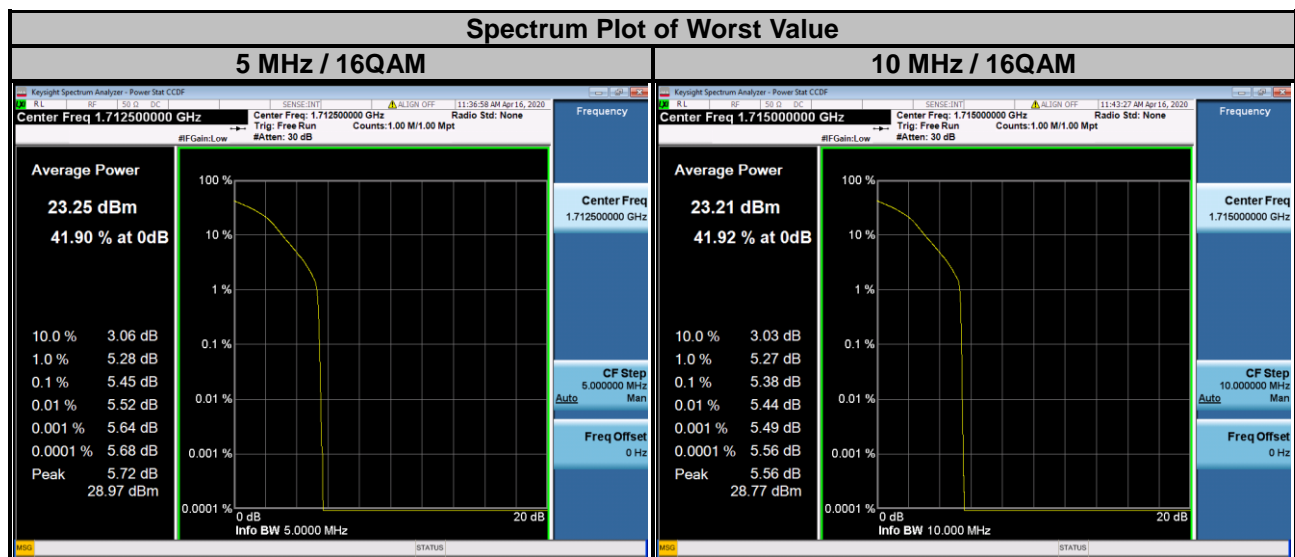 Spectrum Plot of Worst Value
5 MHz / 16QAM
Keysight Spectrum Analyzer - Power Stat CCDF
RL RF 50 Ω DC SENSE:INT ALIGN OFF 11:36:58 AM Apr 16, 2020
Center Freq 1.712500000 GHz
Center Freq: 1.712500000 GHz Radio Std: None
Trig: Free Run Counts:1.00 M/1.00 Mpt
#IFGain:Low #Atten: 30 dB
Average Power
23.25 dBm
41.90 % at 0dB
10.0 % 3.06 dB
1.0 % 5.28 dB
0.1 % 5.45 dB
0.01 % 5.52 dB
0.001 % 5.64 dB
0.0001 % 5.68 dB
Peak 5.72 dB
28.97 dBm
100 %
10 %
1 %
0.1 %
0.01 %
0.001 %
0.0001 %
0 dB 20 dB
Info BW 5.0000 MHz
Frequency
Center Freq
1.712500000 GHz
CF Step
5.000000 MHz
Auto Man
Freq Offset
0 Hz
MSG STATUS
10 MHz / 16QAM
Keysight Spectrum Analyzer - Power Stat CCDF
RL RF 50 Ω DC SENSE:INT ALIGN OFF 11:43:27 AM Apr 16, 2020
Center Freq 1.715000000 GHz
Center Freq: 1.715000000 GHz Radio Std: None
Trig: Free Run Counts:1.00 M/1.00 Mpt
#IFGain:Low #Atten: 30 dB
Average Power
23.21 dBm
41.92 % at 0dB
10.0 % 3.03 dB
1.0 % 5.27 dB
0.1 % 5.38 dB
0.01 % 5.44 dB
0.001 % 5.49 dB
0.0001 % 5.56 dB
Peak 5.56 dB
28.77 dBm
100 %
10 %
1 %
0.1 %
0.01 %
0.001 %
0.0001 %
0 dB 20 dB
Info BW 10.000 MHz
Frequency
Center Freq
1.715000000 GHz
CF Step
10.000000 MHz
Auto Man
Freq Offset
0 Hz
MSG STATUS